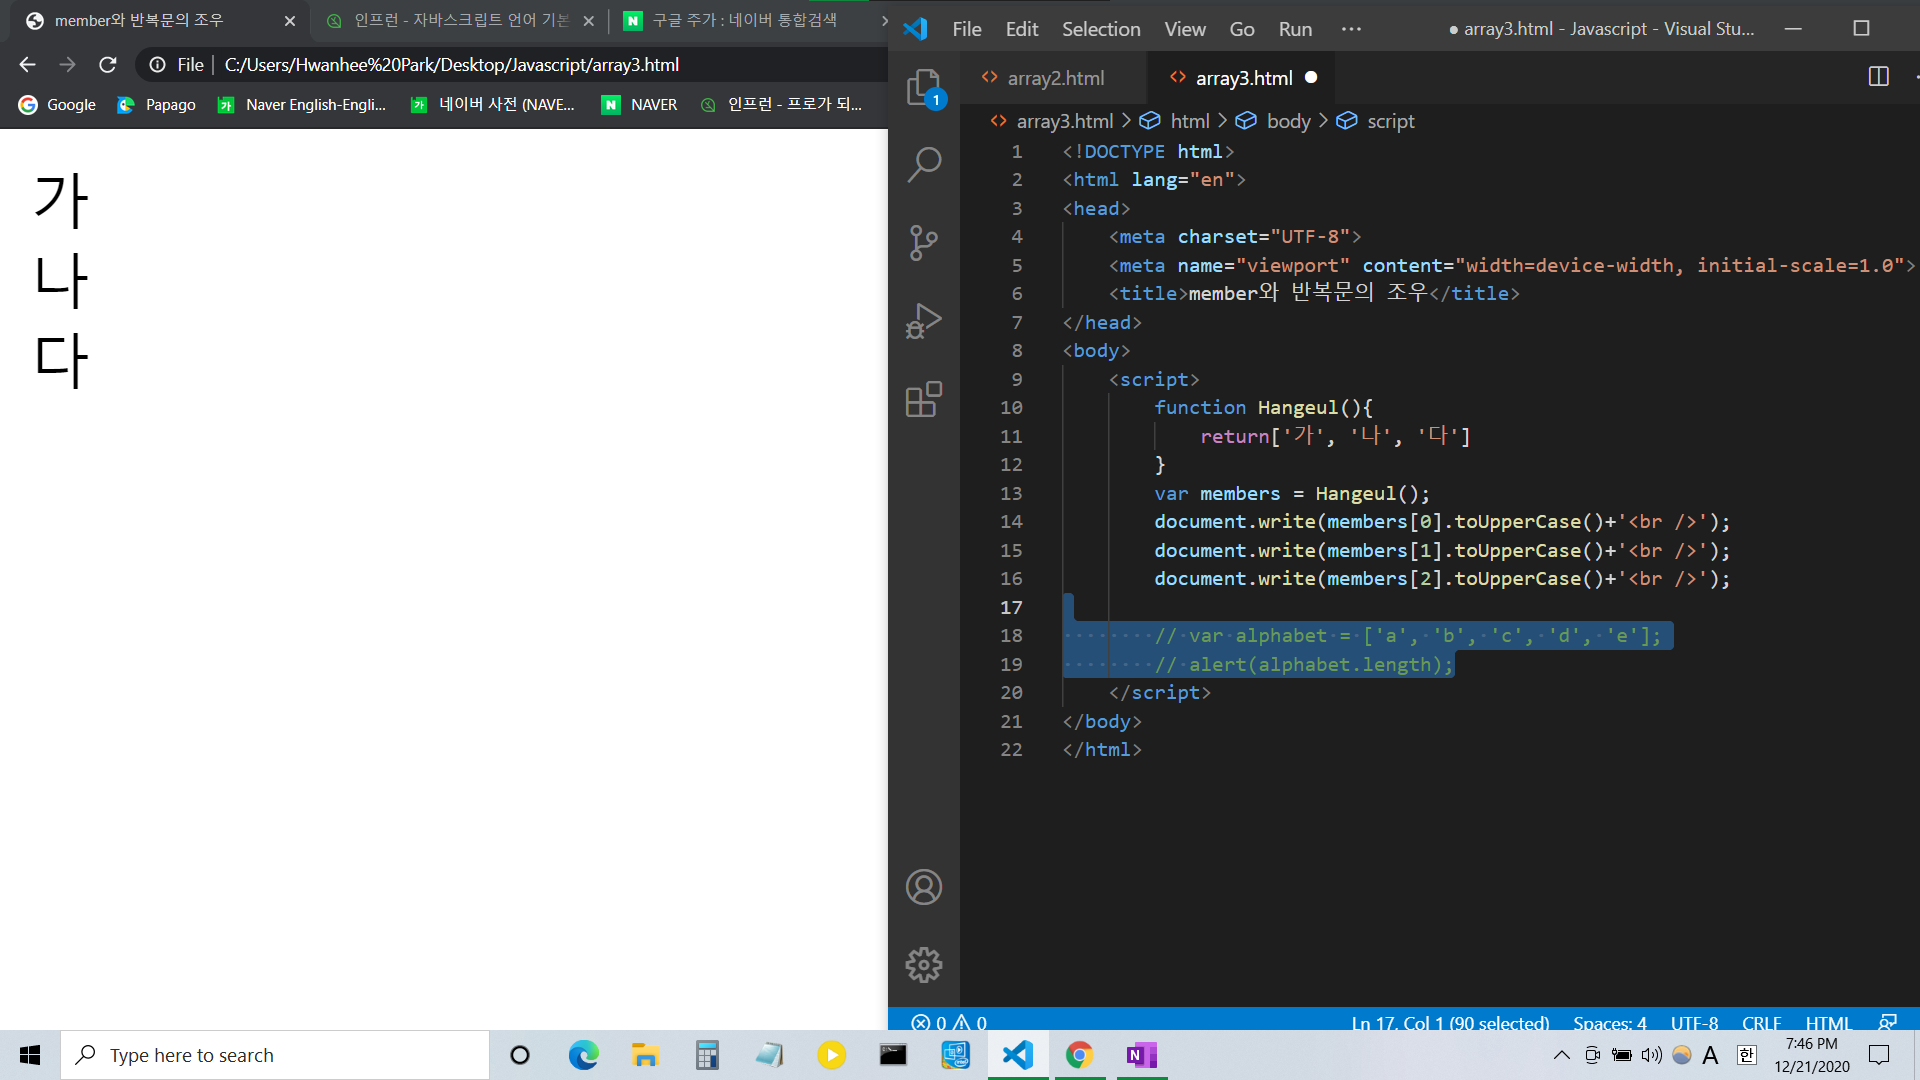 member와 반복문의 조우
인프런 - 자바스크립트 언어 기본
구글 주가 : 네이버 통합검색
File
C:/Users/Hwanhee%20Park/Desktop/Javascript/array3.html
Google
Papago
Naver English-Engli...
네이버 사전 (NAVE...
NAVER
인프런 - 프로가 되...
가
나
다
File Edit Selection View Go Run ···
● array3.html - Javascript - Visual Stu...
1
array2.html
array3.html ●
array3.html > html > body > script
1 <!DOCTYPE html>
2 <html lang="en">
3 <head>
4 <meta charset="UTF-8">
5 <meta name="viewport" content="width=device-width, initial-scale=1.0">
6 <title>member와 반복문의 조우</title>
7 </head>
8 <body>
9 <script>
10 function Hangeul(){
11 return['가', '나', '다']
12 }
13 var members = Hangeul();
14 document.write(members[0].toUpperCase()+'<br />');
15 document.write(members[1].toUpperCase()+'<br />');
16 document.write(members[2].toUpperCase()+'<br />');
17
18 // var alphabet = ['a', 'b', 'c', 'd', 'e'];
19 // alert(alphabet.length);
20 </script>
21 </body>
22 </html>
0 0
Ln 17, Col 1 (90 selected) Spaces: 4 UTF-8 CRLF HTML
Type here to search
A
한
7:46 PM
12/21/2020